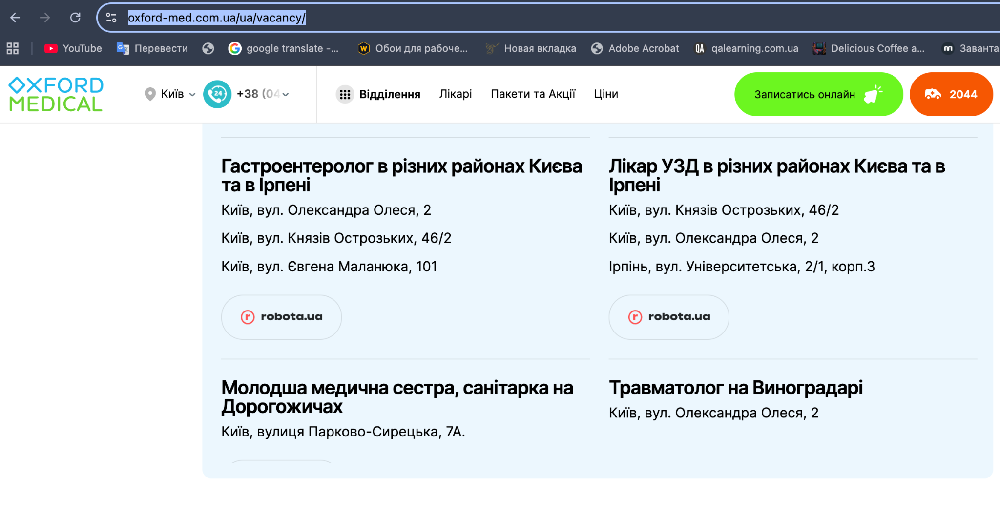 oxford-med.com.ua/ua/vacancy/
YouTube
Перевести
google translate -...
Обои для рабоче...
Новая вкладка
Adobe Acrobat
QA qalearning.com.ua
Delicious Coffee a...
m Заванта
OXFORD
MEDICAL
Київ
24
+38 (04
Відділення
Лікарі
Пакети та Акції
Ціни
Записатись онлайн
2044
Гастроентеролог в різних районах Києва
та в Ірпені
Київ, вул. Олександра Олеся, 2
Київ, вул. Князів Острозьких, 46/2
Київ, вул. Євгена Маланюка, 101
r robota.ua
Лікар УЗД в різних районах Києва та в
Ірпені
Київ, вул. Князів Острозьких, 46/2
Київ, вул. Олександра Олеся, 2
Ірпінь, вул. Університетська, 2/1, корп.3
r robota.ua
Молодша медична сестра, санітарка на
Дорогожичах
Київ, вулиця Парково-Сирецька, 7А.
Травматолог на Виноградарі
Київ, вул. Олександра Олеся, 2